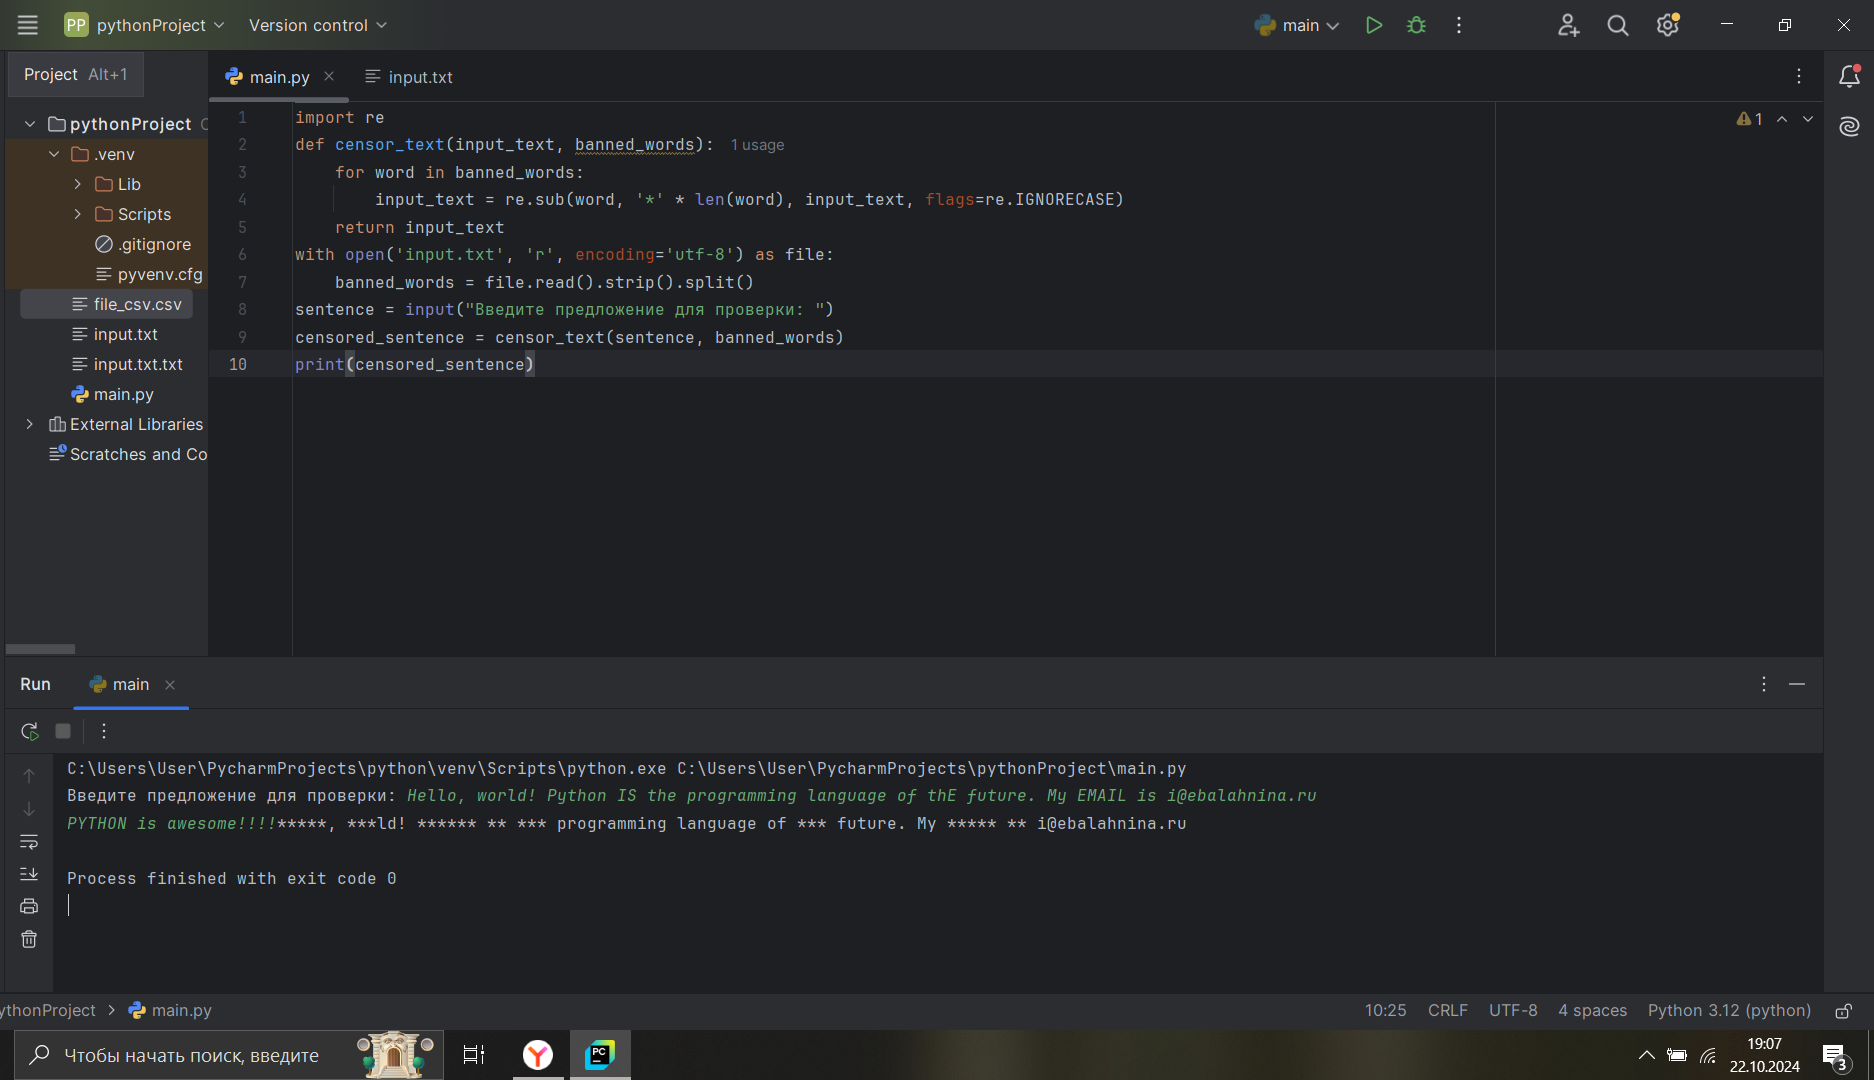 PP pythonProject Version control main
Project Alt+1
main.py input.txt
pythonProject
.venv
Lib
Scripts
.gitignore
pyvenv.cfg
file_csv.csv
input.txt
input.txt.txt
main.py
External Libraries
Scratches and Co
1 import re
2 def censor_text(input_text, banned_words): 1 usage
3 for word in banned_words:
4 input_text = re.sub(word, '*' * len(word), input_text, flags=re.IGNORECASE)
5 return input_text
6 with open('input.txt', 'r', encoding='utf-8') as file:
7 banned_words = file.read().strip().split()
8 sentence = input("Введите предложение для проверки: ")
9 censored_sentence = censor_text(sentence, banned_words)
10 print(censored_sentence)
1
Run main
C:\Users\User\PycharmProjects\python\venv\Scripts\python.exe C:\Users\User\PycharmProjects\pythonProject\main.py
Введите предложение для проверки: Hello, world! Python IS the programming language of thE future. My EMAIL is i@ebalahnina.ru
PYTHON is awesome!!!!*****, ***ld! ****** ** *** programming language of *** future. My ***** ** i@ebalahnina.ru
Process finished with exit code 0
ythonProject > main.py
10:25 CRLF UTF-8 4 spaces Python 3.12 (python)
Чтобы начать поиск, введите
PC
19:07
22.10.2024
3